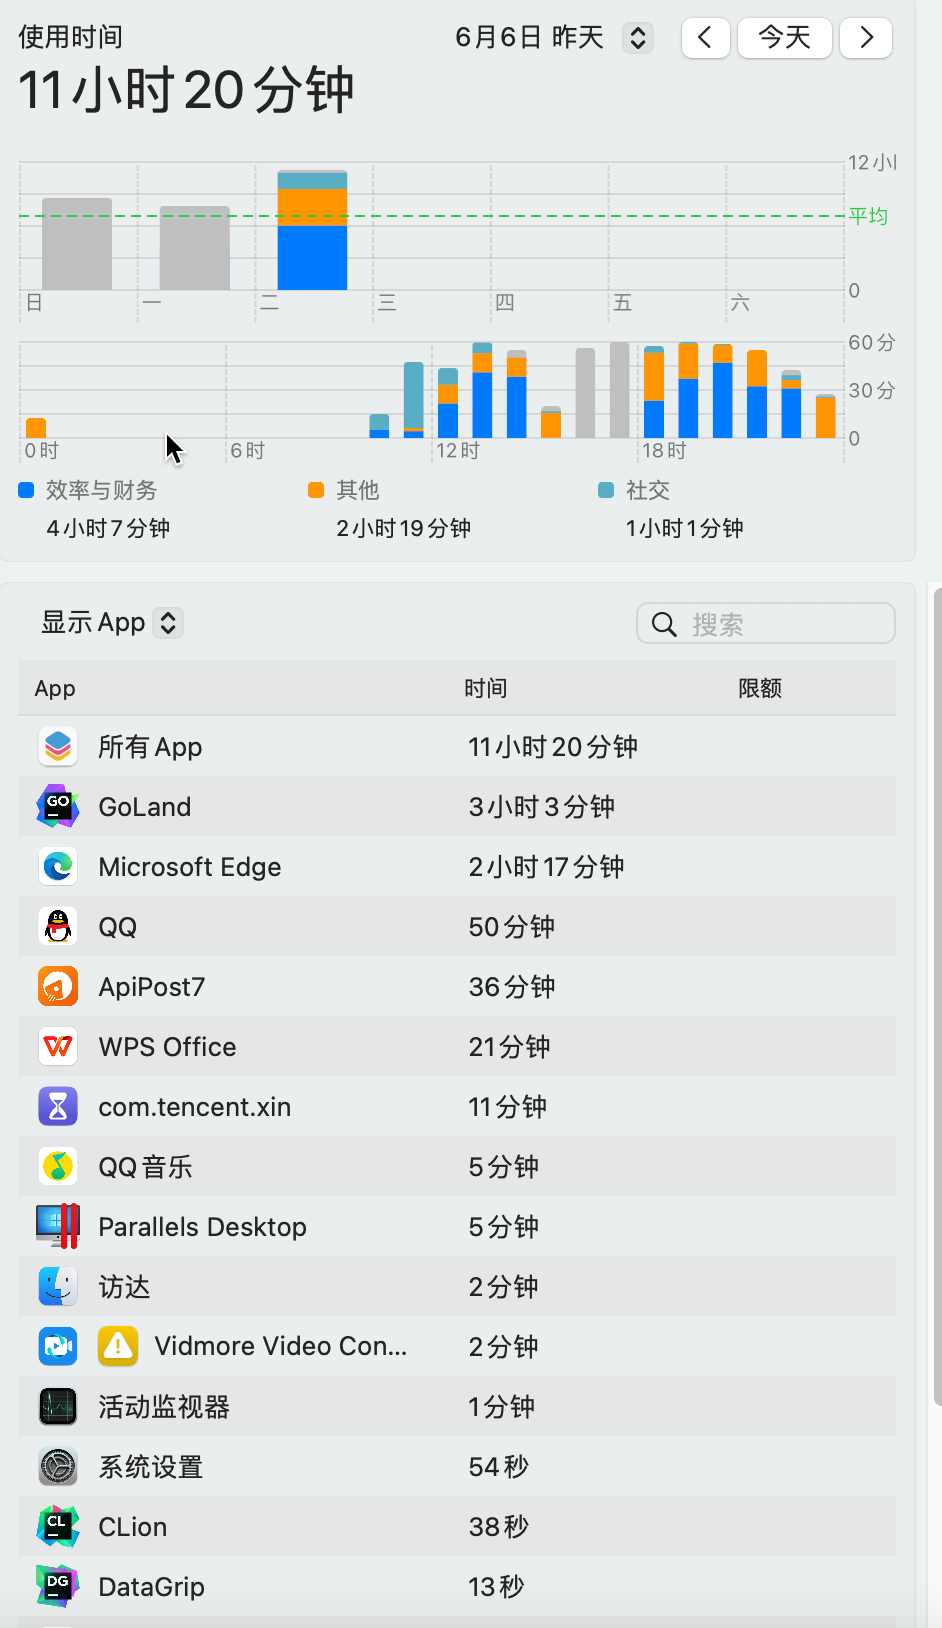 使用时间
6月6日 昨天
今天
11小时20分钟
12小
平均
0
日 一 二 三 四 五 六
60分
30分
0
0时 6时 12时 18时
效率与财务 其他 社交
4小时7分钟 2小时19分钟 1小时1分钟
显示 App
搜索
App 时间 限额
所有 App 11小时20分钟
GO GoLand 3小时3分钟
Microsoft Edge 2小时17分钟
QQ 50分钟
ApiPost7 36分钟
WPS Office 21分钟
com.tencent.xin 11分钟
QQ音乐 5分钟
Parallels Desktop 5分钟
访达 2分钟
Vidmore Video Con... 2分钟
活动监视器 1分钟
系统设置 54秒
CL CLion 38秒
DG DataGrip 13秒